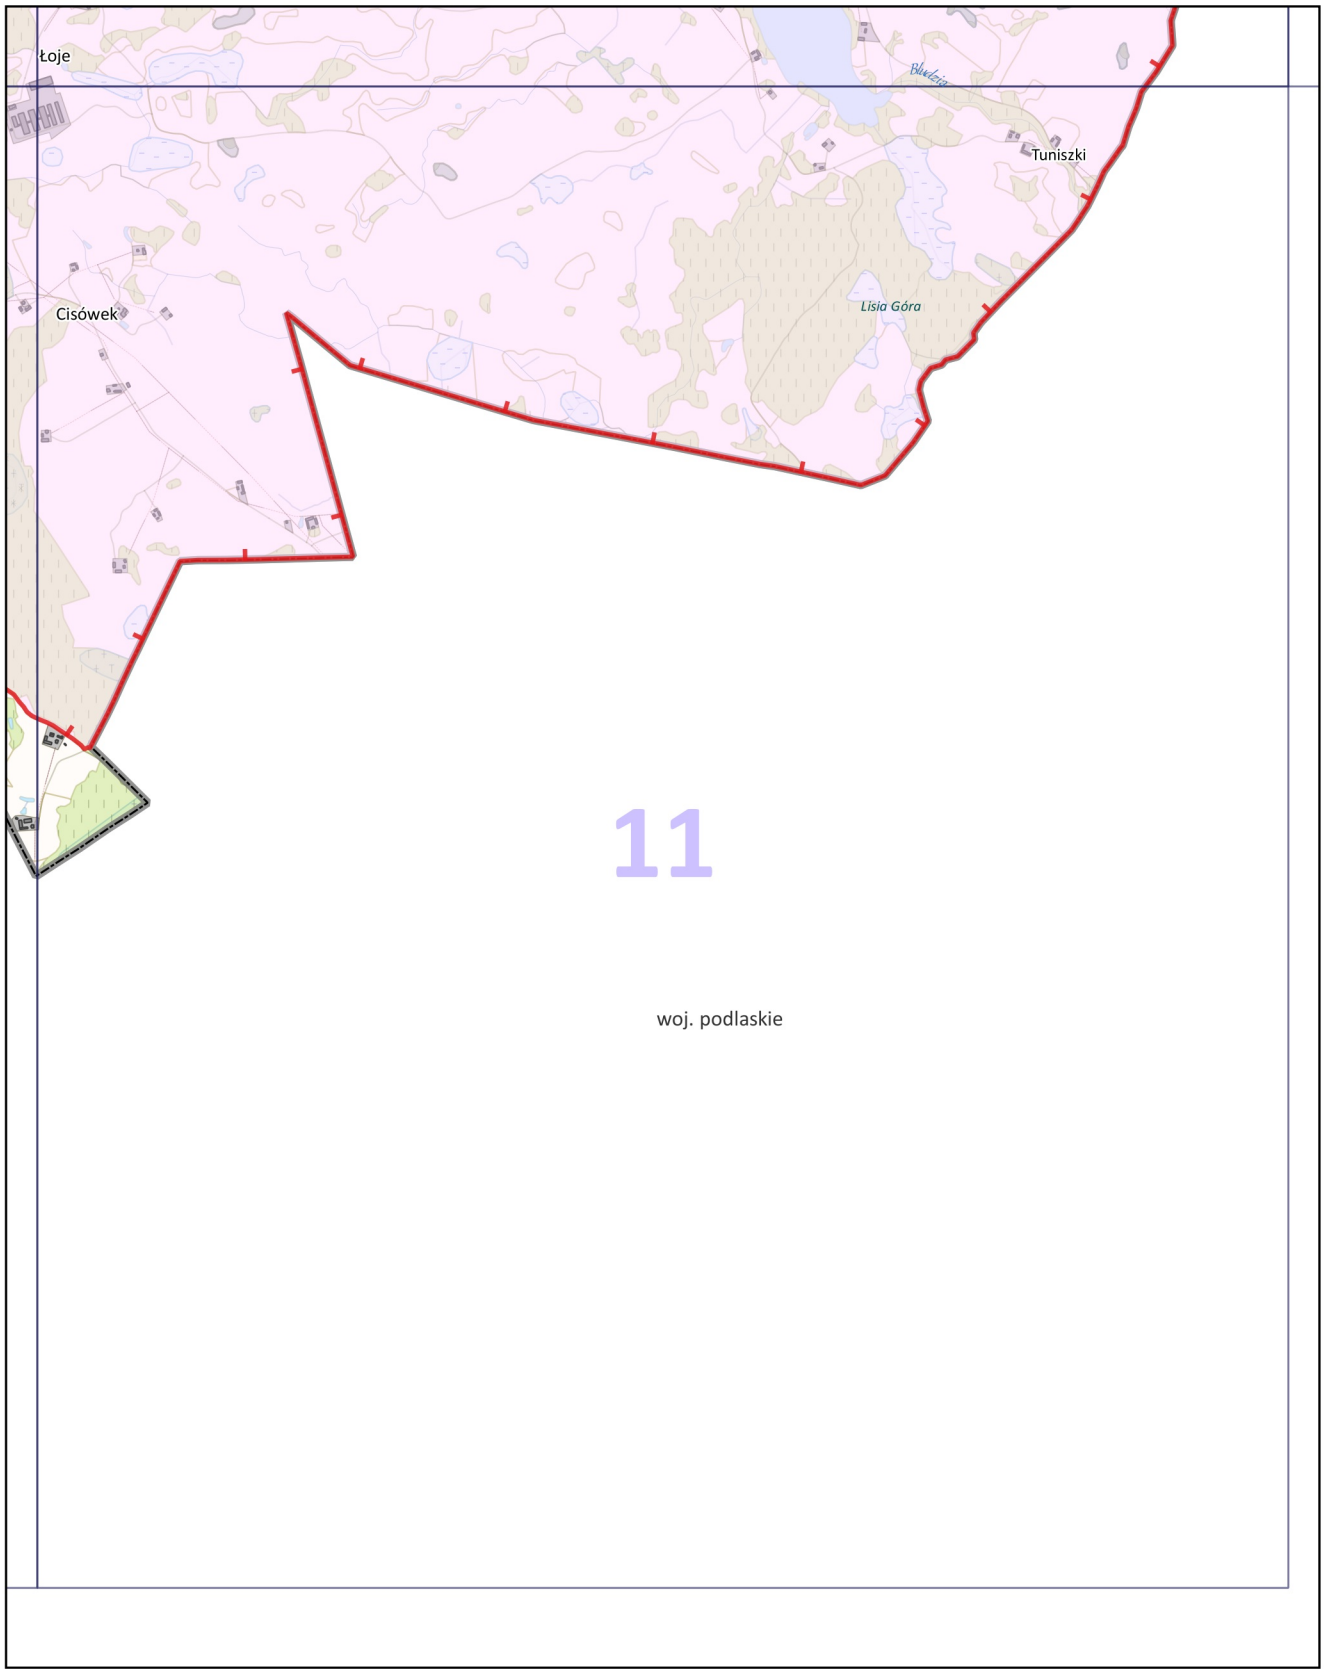 Łoje
Bludzia
Tuniszki
Lisia Góra
Cisówek
11
woj. podlaskie